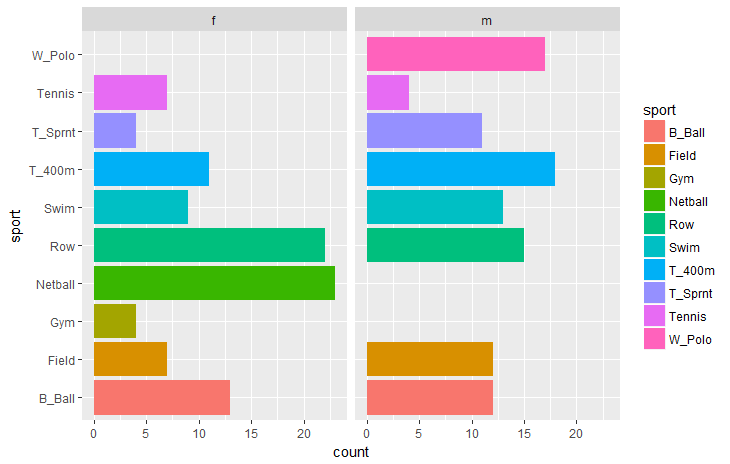 f
m
W_Polo
Tennis
T_Sprnt
T_400m
Swim
Row
Netball
Gym
Field
B_Ball
sport
0 5 10 15 20
0 5 10 15 20
count
sport
B_Ball
Field
Gym
Netball
Row
Swim
T_400m
T_Sprnt
Tennis
W_Polo